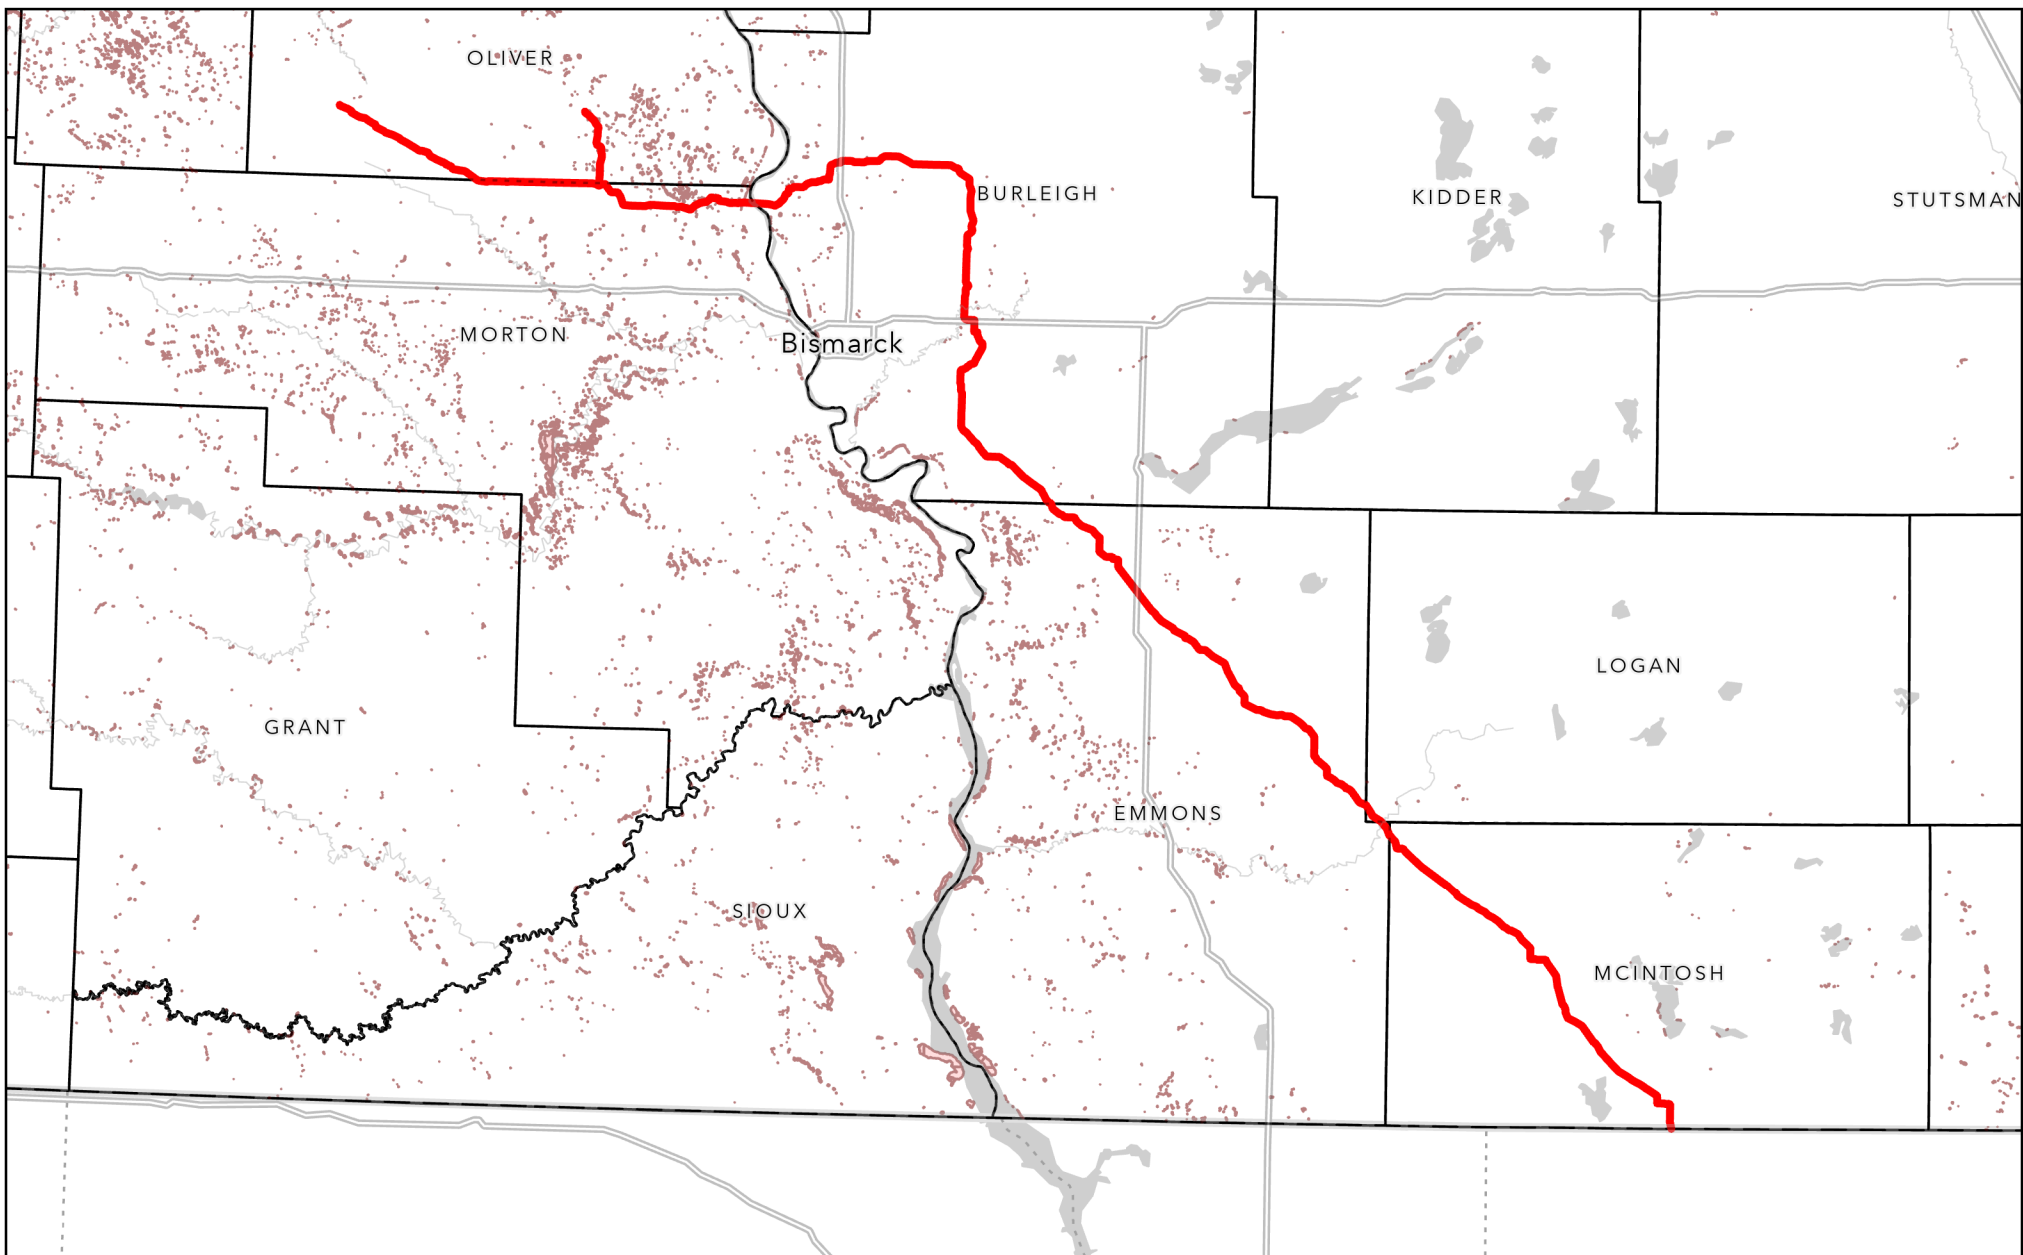 OLIVER
BURLEIGH
KIDDER
STUTSMAN
MORTON
Bismarck
LOGAN
GRANT
EMMONS
SIOUX
MCINTOSH